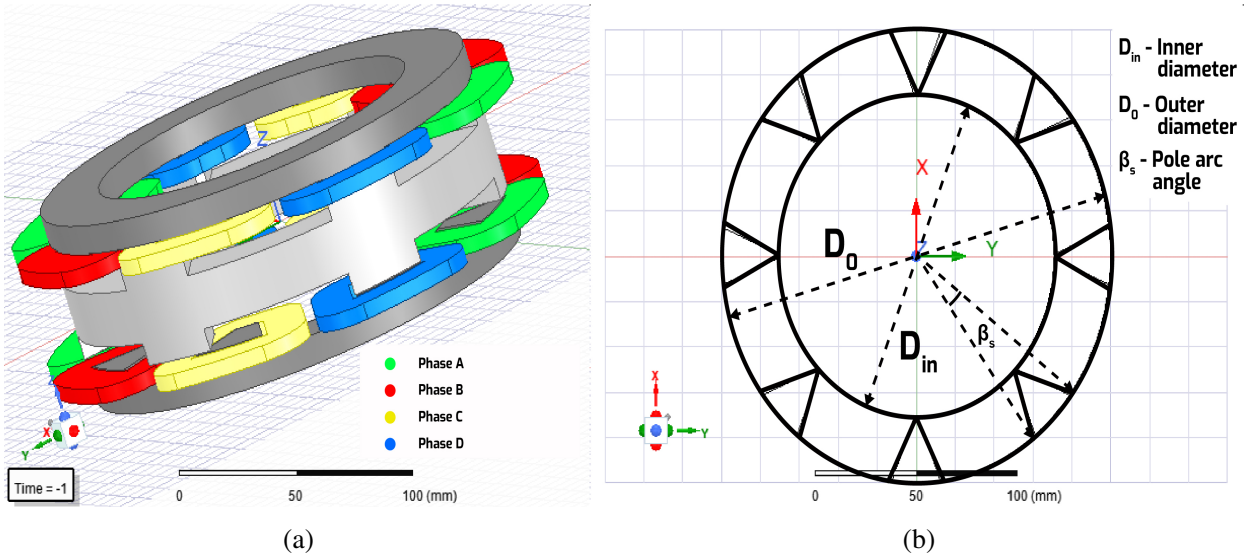 Z
Phase A
Phase B
Phase C
Phase D
Z
X
Y
Time = -1
0 50 100 (mm)
(a)
D_in - Inner
diameter
D_0 - Outer
diameter
β_s - Pole arc
angle
X
Z
Y
D_0
β_s
D_in
X
Y
0 50 100 (mm)
(b)